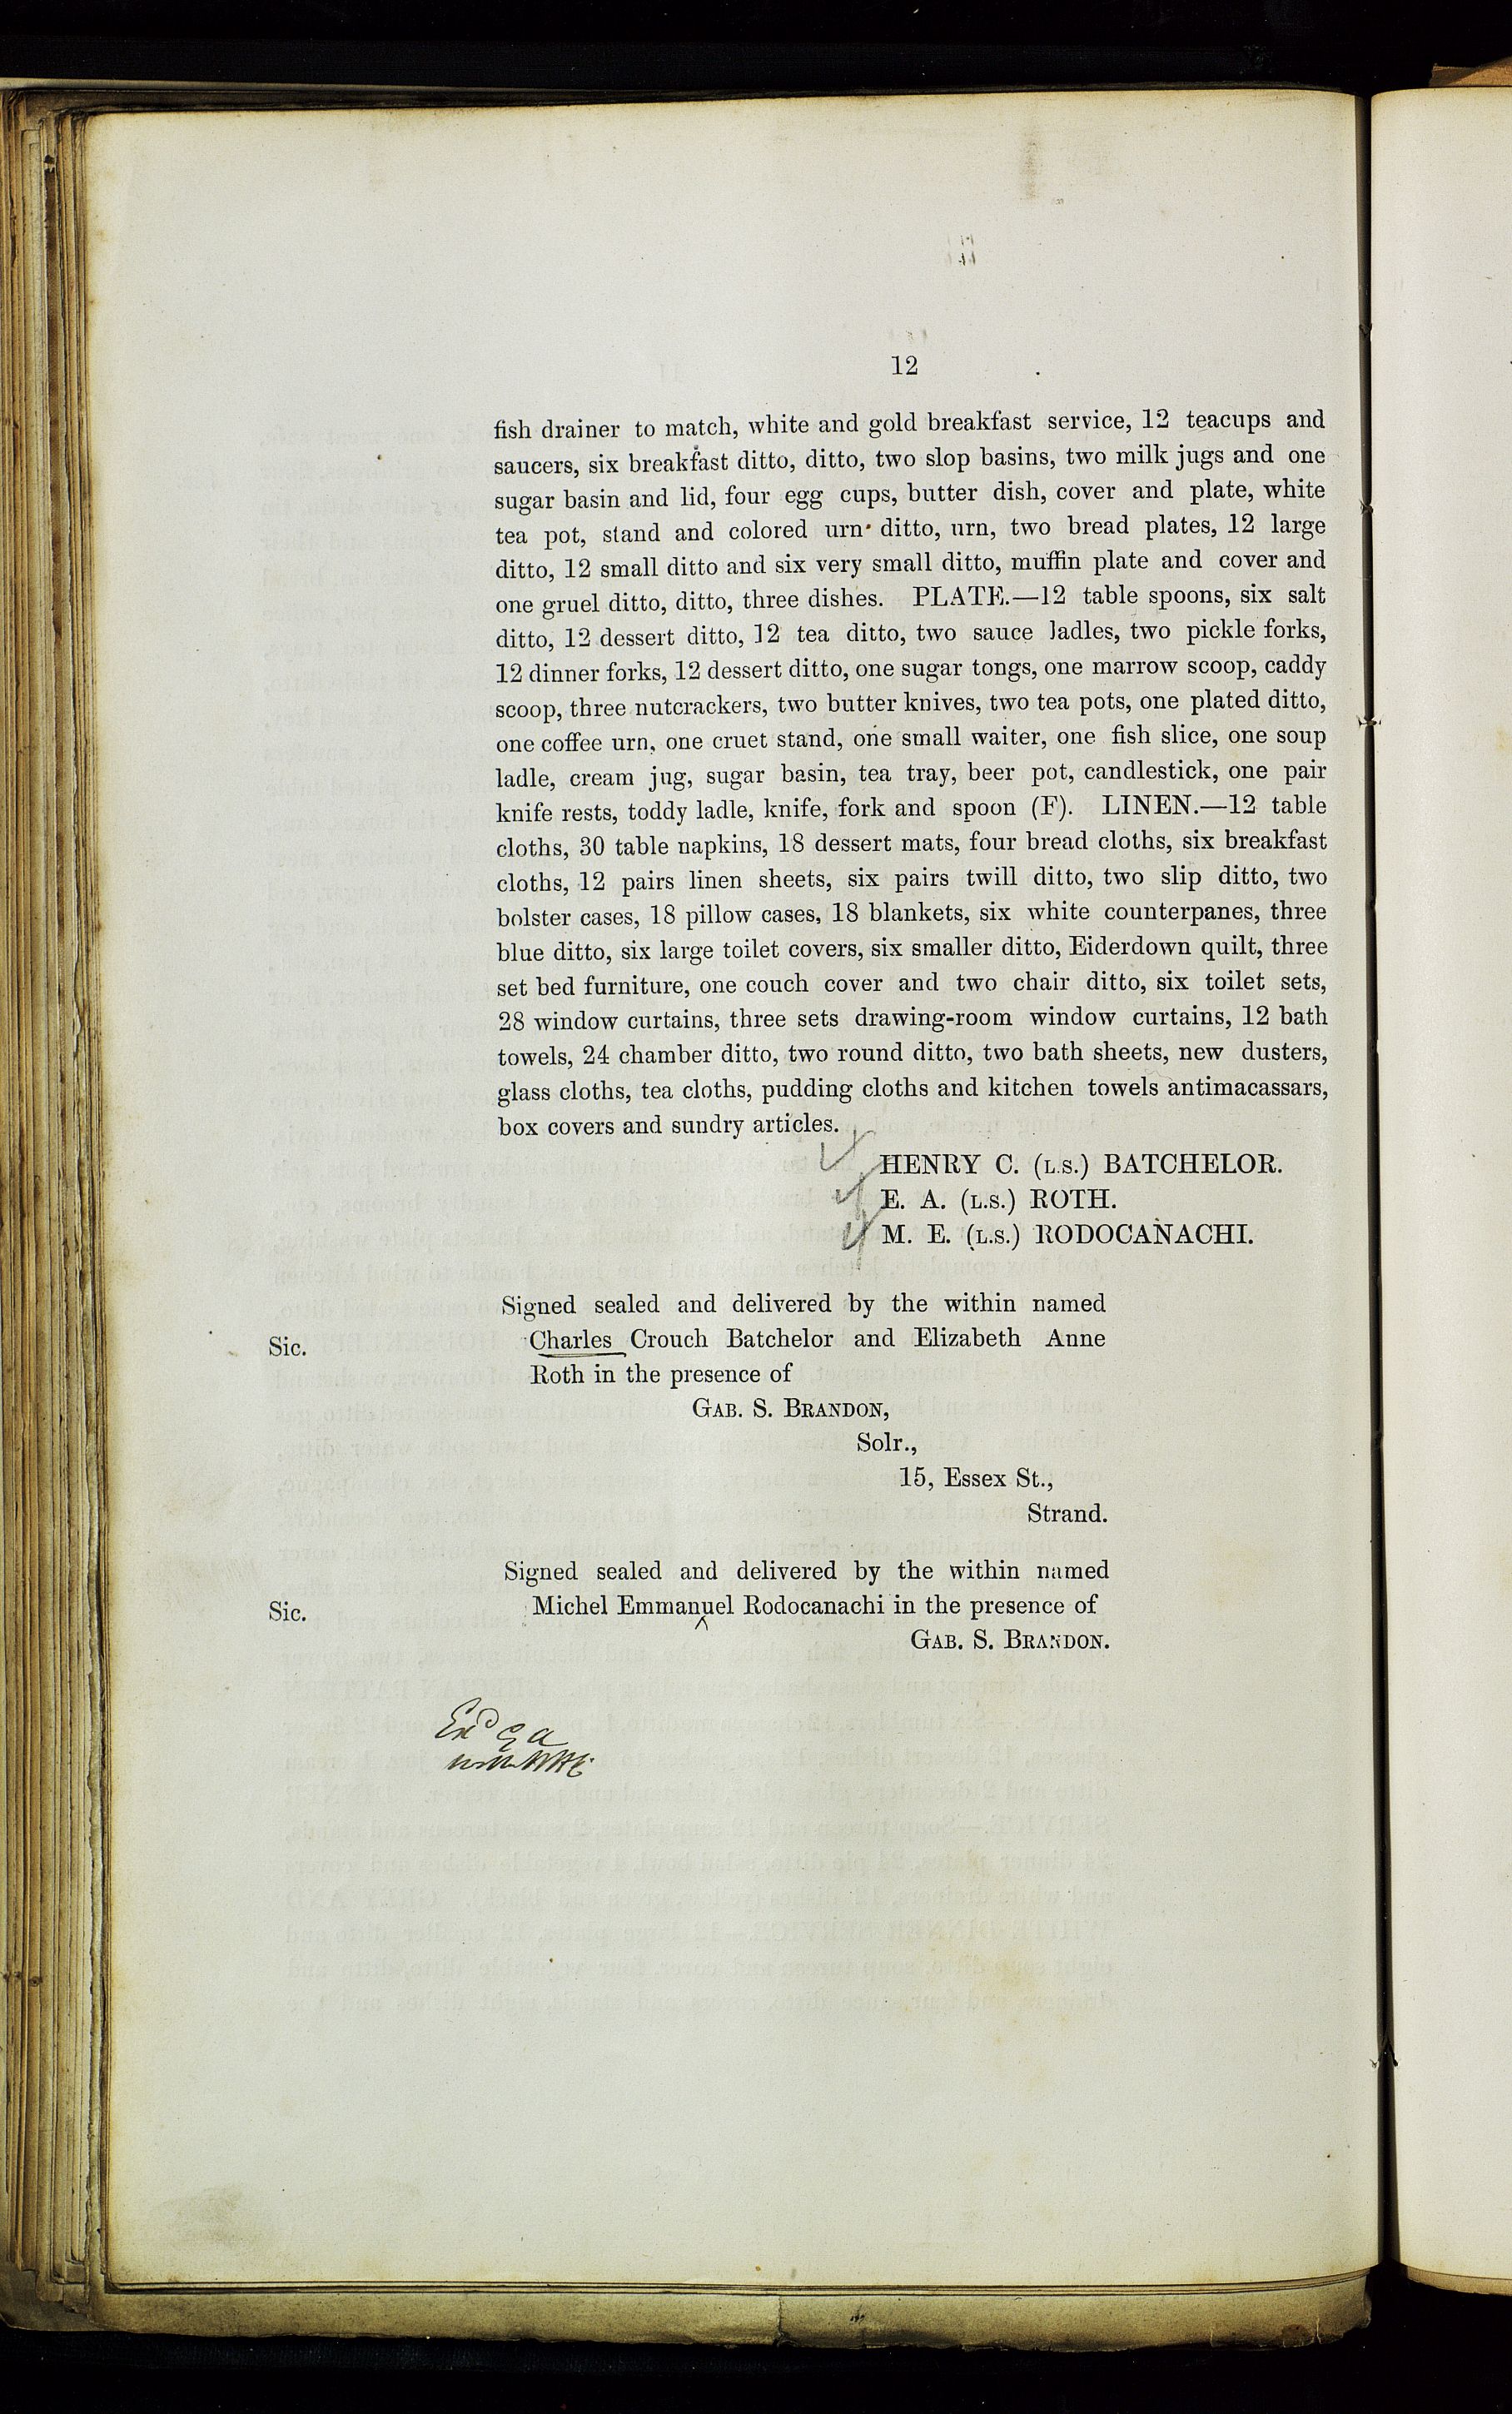 12
fish drainer to match, white and gold breakfast service, 12 teacups and
saucers, six breakfast ditto, ditto, two slop basins, two milk jugs and one
sugar basin and lid, four egg cups, butter dish, cover and plate, white
tea pot, stand and colored urn ditto, urn, two bread plates, 12 large
ditto, 12 small ditto and six very small ditto, muffin plate and cover and
one gruel ditto, ditto, three dishes. PLATE.—12 table spoons, six salt
ditto, 12 dessert ditto, 12 tea ditto, two sauce ladles, two pickle forks,
12 dinner forks, 12 dessert ditto, one sugar tongs, one marrow scoop, caddy
scoop, three nutcrackers, two butter knives, two tea pots, one plated ditto,
one coffee urn, one cruet stand, one small waiter, one fish slice, one soup
ladle, cream jug, sugar basin, tea tray, beer pot, candlestick, one pair
knife rests, toddy ladle, knife, fork and spoon (F). LINEN.—12 table
cloths, 30 table napkins, 18 dessert mats, four bread cloths, six breakfast
cloths, 12 pairs linen sheets, six pairs twill ditto, two slip ditto, two
bolster cases, 18 pillow cases, 18 blankets, six white counterpanes, three
blue ditto, six large toilet covers, six smaller ditto, Eiderdown quilt, three
set bed furniture, one couch cover and two chair ditto, six toilet sets,
28 window curtains, three sets drawing-room window curtains, 12 bath
towels, 24 chamber ditto, two round ditto, two bath sheets, new dusters,
glass cloths, tea cloths, pudding cloths and kitchen towels antimacassars,
box covers and sundry articles.
HENRY C. (L.S.) BATCHELOR.
E. A. (L.S.) ROTH.
M. E. (L.S.) RODOCANACHI.
Signed sealed and delivered by the within named
Sic. Charles Crouch Batchelor and Elizabeth Anne
Roth in the presence of
GAB. S. BRANDON,
Solr.,
15, Essex St.,
Strand.
Signed sealed and delivered by the within named
Sic. Michel Emmanuel Rodocanachi in the presence of
GAB. S. BRANDON.
Exd